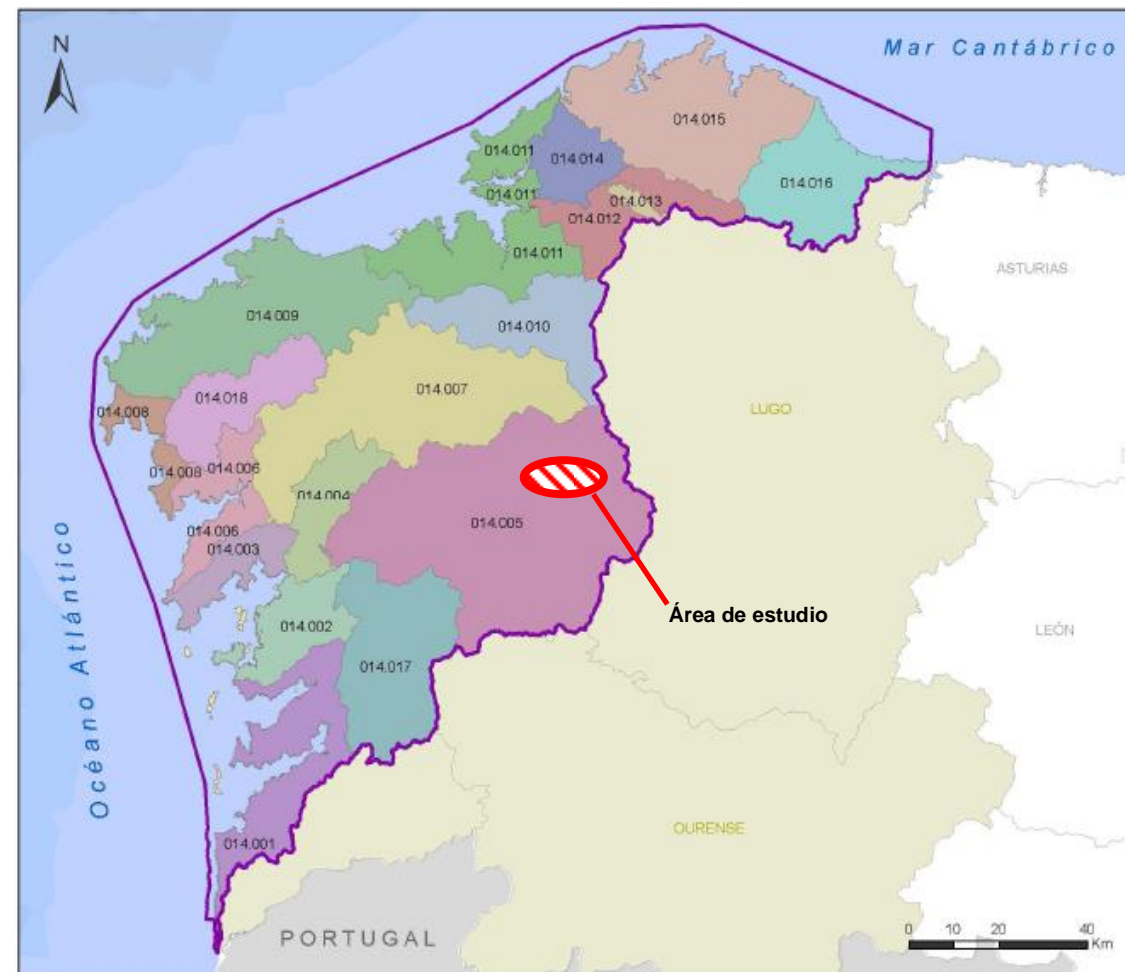 N
Mar Cantábrico
014.015
014.011
014.014
014.016
014.011
014.013
014.012
014.011
ASTURIAS
014.009
014.010
014.007
014.018
014.008
LUGO
014.008
014.006
014.004
014.005
014.006
014.003
Océano Atlántico
Área de estudio
014.002
LEÓN
014.017
OURENSE
014.001
PORTUGAL
0 10 20 40
Km